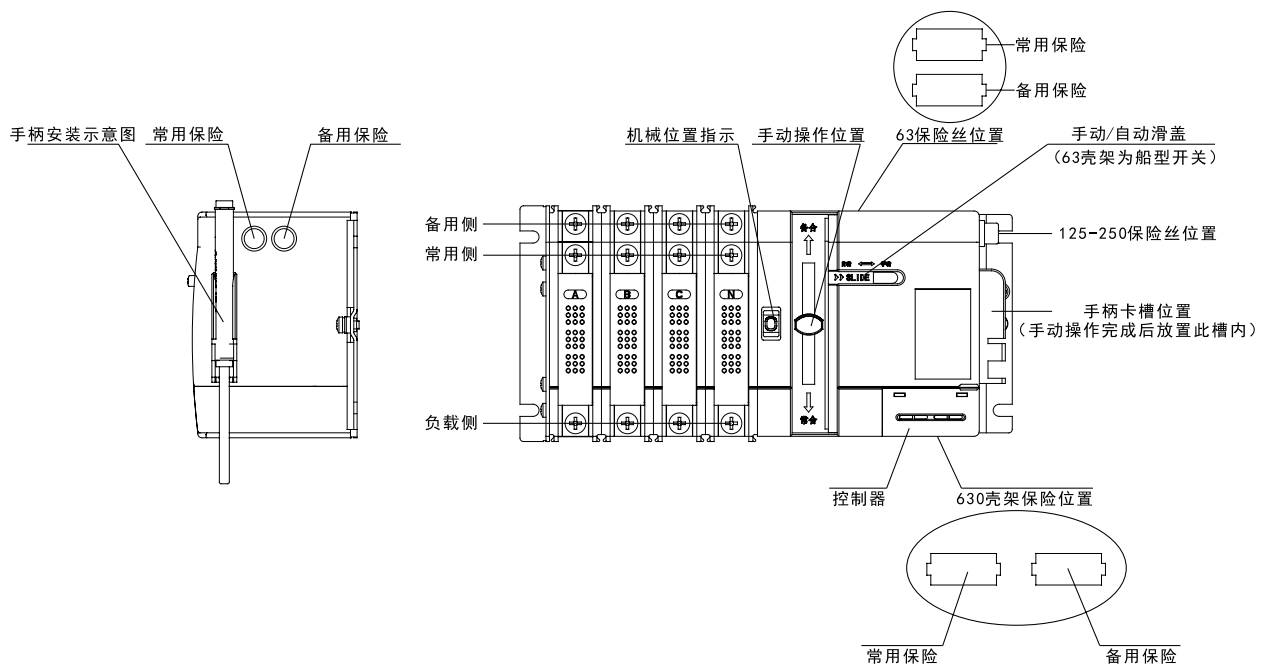 常用保险
备用保险
手柄安装示意图
常用保险
备用保险
机械位置指示
手动操作位置
63保险丝位置
手动/自动滑盖
（63壳架为船型开关）
备用侧
常用侧
备合
125-250保险丝位置
SLIDE
A
B
C
N
手柄卡槽位置
（手动操作完成后放置此槽内）
负载侧
常合
控制器
630壳架保险位置
常用保险
备用保险